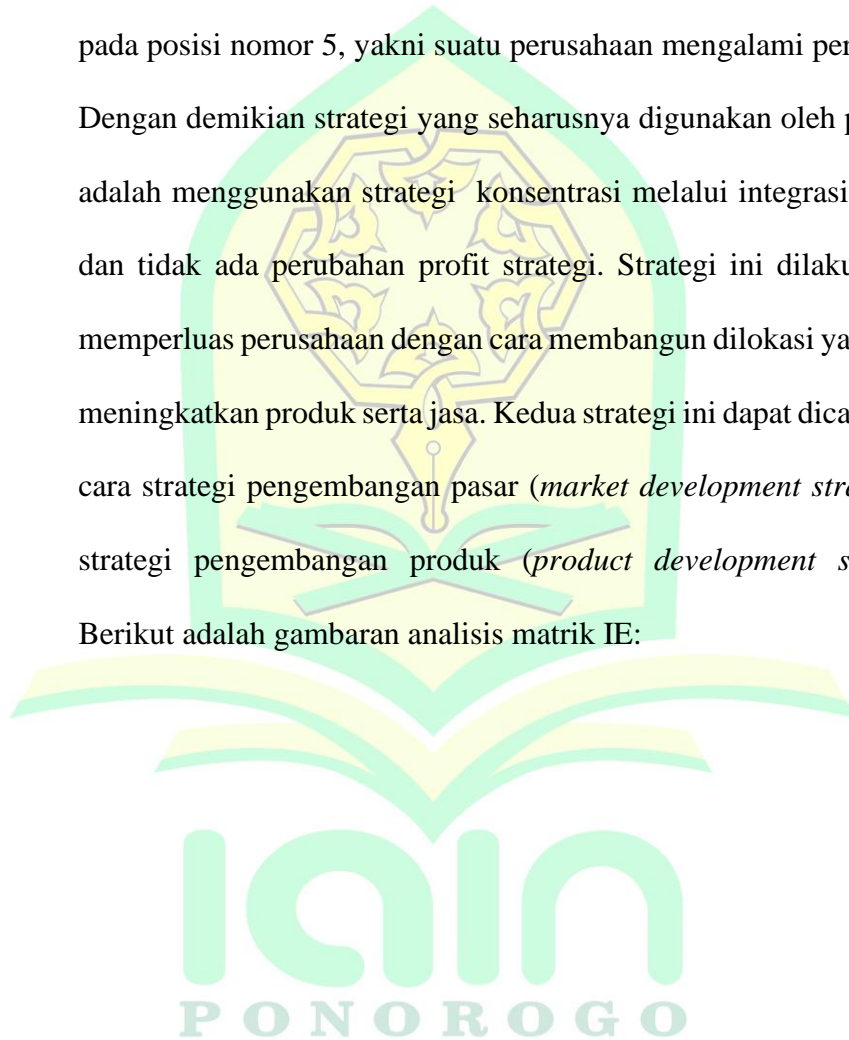 pada posisi nomor 5, yakni suatu perusahaan mengalami per
Dengan demikian strategi yang seharusnya digunakan oleh p
adalah menggunakan strategi konsentrasi melalui integrasi
dan tidak ada perubahan profit strategi. Strategi ini dilaku
memperluas perusahaan dengan cara membangun dilokasi ya
meningkatkan produk serta jasa. Kedua strategi ini dapat dica
cara strategi pengembangan pasar (market development stra
strategi pengembangan produk (product development s
Berikut adalah gambaran analisis matrik IE:
iain
PONOROGO